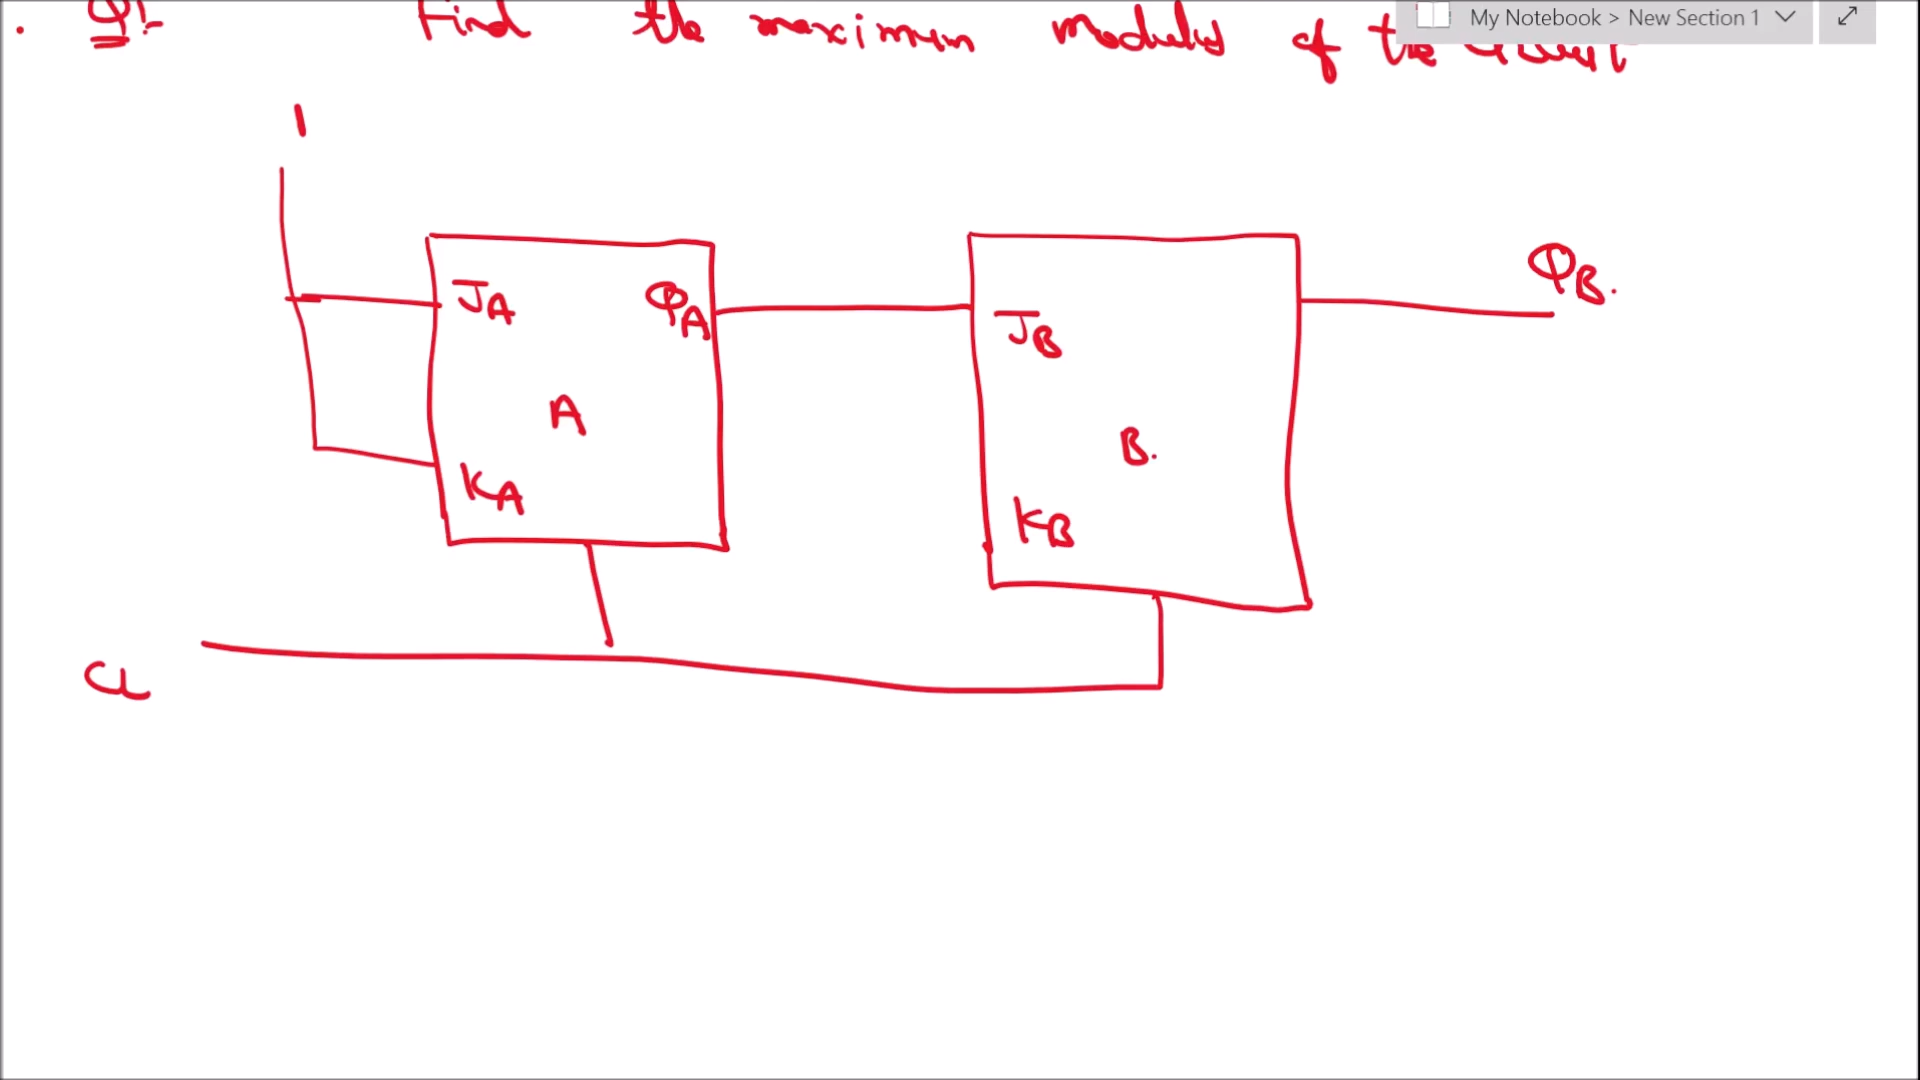 My Notebook > New Section 1
. Q:- Find the maximum modulus of the circuit
1
JA QA JB QB.
A B.
KA KB
CL